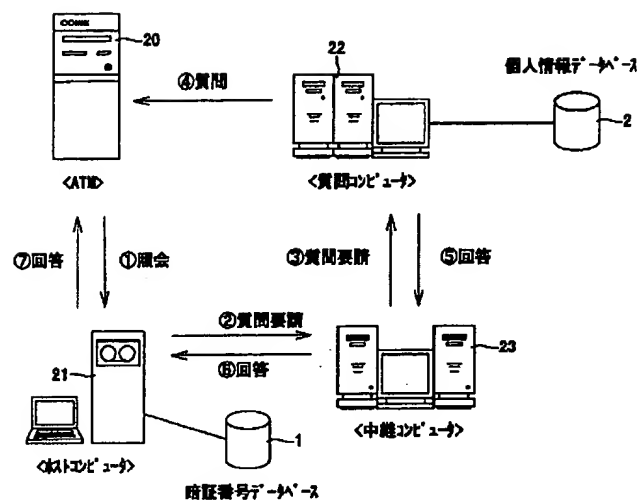 20
22
個人情報データベース
④質問
2
<ATM>
<質問コンピュータ>
⑦回答
①照会
③質問要請
⑤回答
②質問要請
⑥回答
21
23
1
<中継コンピュータ>
<ホストコンピュータ>
暗証番号データベース